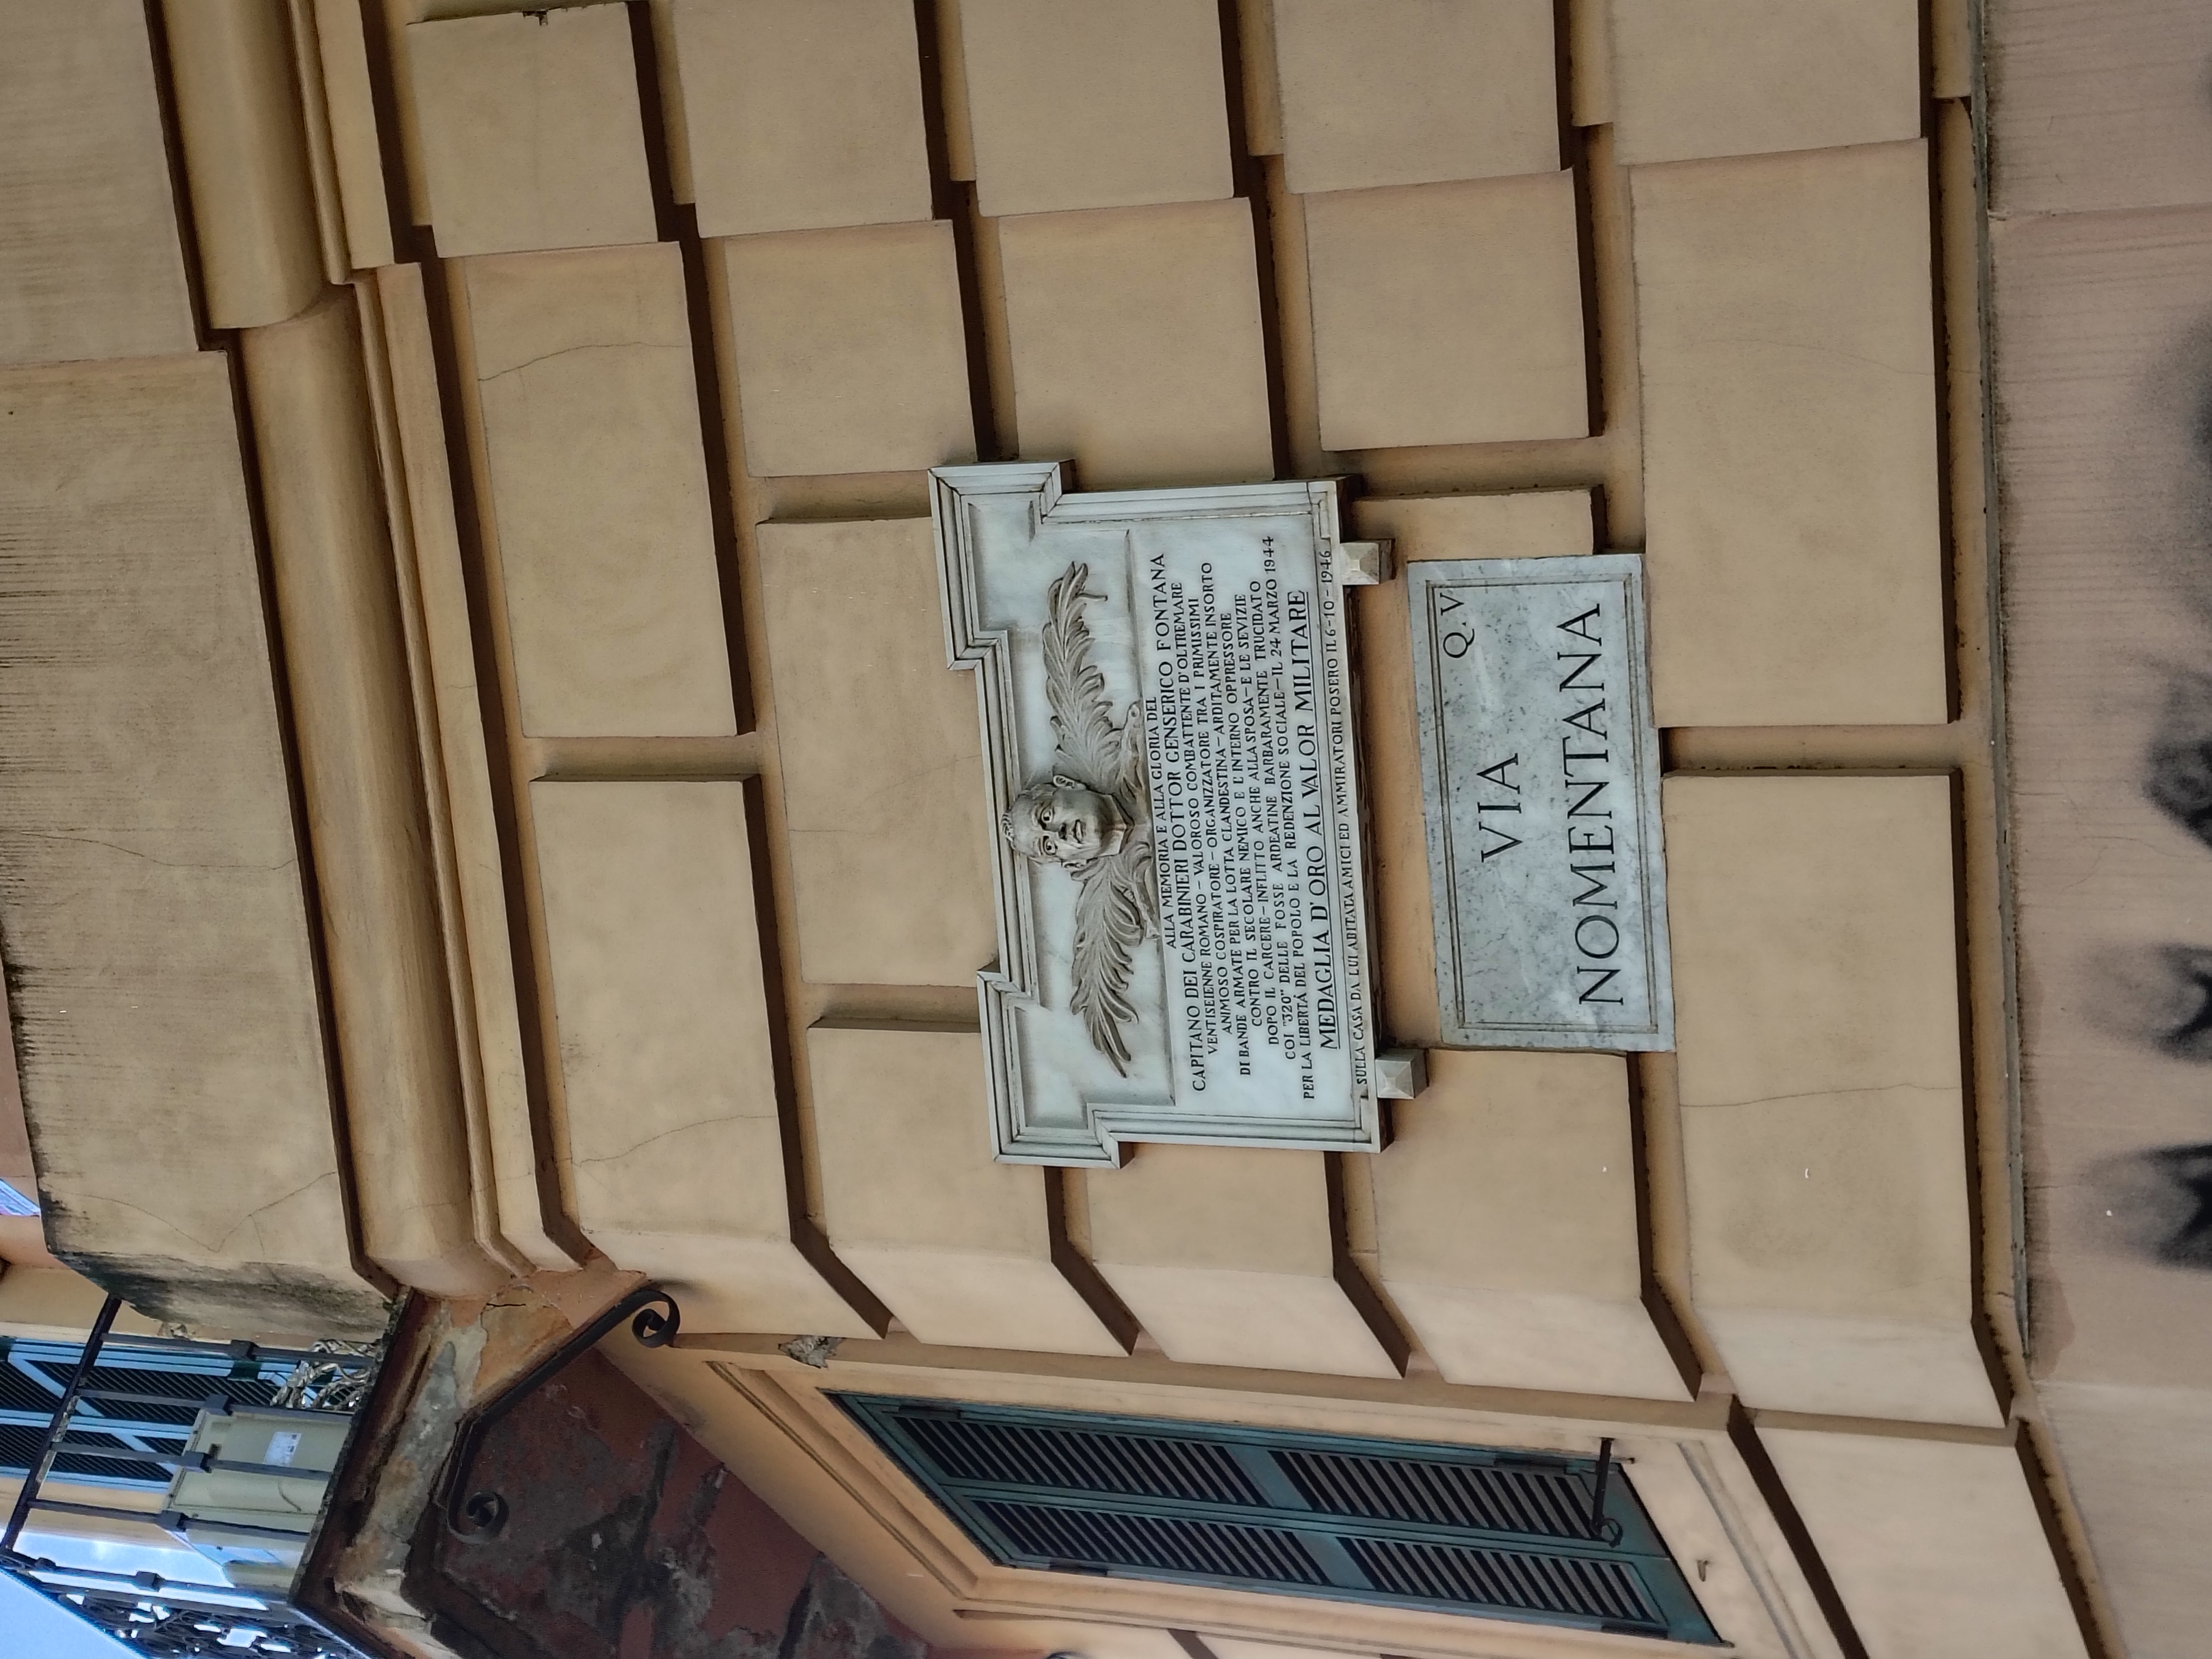 ALLA MEMORIA E ALLA GLORIA DEL
CAPITANO DEI CARABINIERI DOTTOR GENSERICO FONTANA
VENTISEIENNE ROMANO – VALOROSO COMBATTENTE D'OLTREMARE
ANIMOSO COSPIRATORE – ORGANIZZATORE TRA I PRIMISSIMI
DI BANDE ARMATE PER LA LOTTA CLANDESTINA – ARDITAMENTE INSORTO
CONTRO IL SECOLARE NEMICO E L'INTERNO OPPRESSORE
DOPO IL CARCERE – INFLITTO ANCHE ALLA SPOSA – E LE SEVIZIE
COI "320" DELLE FOSSE ARDEATINE BARBARAMENTE TRUCIDATO
PER LA LIBERTÀ DEL POPOLO E LA REDENZIONE SOCIALE – IL 24 MARZO 1944
MEDAGLIA D'ORO AL VALOR MILITARE
SULLA CASA DA LUI ABITATA AMICI ED AMMIRATORI POSERO IL 6-10-1946
Q.V
VIA
NOMENTANA